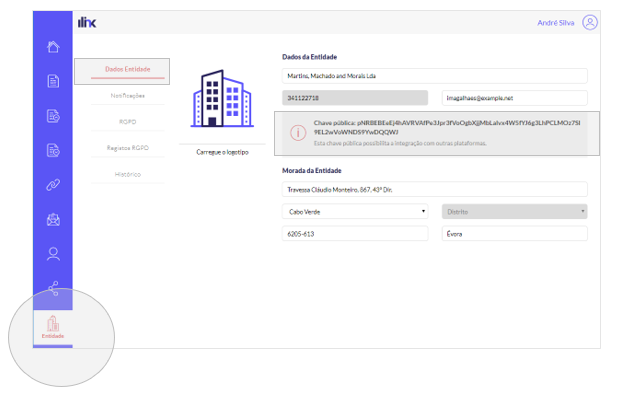 ilink
André Silva
Dados Entidade
Notificações
RGPD
Registos RGPD
Histórico
Entidade
Carregue o logotipo
Dados da Entidade
Martins, Machado and Morais Lda
341122718
lmagalhaes@example.net
Esta chave pública possibilita a integração com outras plataformas.
Morada da Entidade
Travessa Cláudio Monteiro, 867, 43º Dir.
Cabo Verde
Distrito
6205-613
Évora
Chave pública: